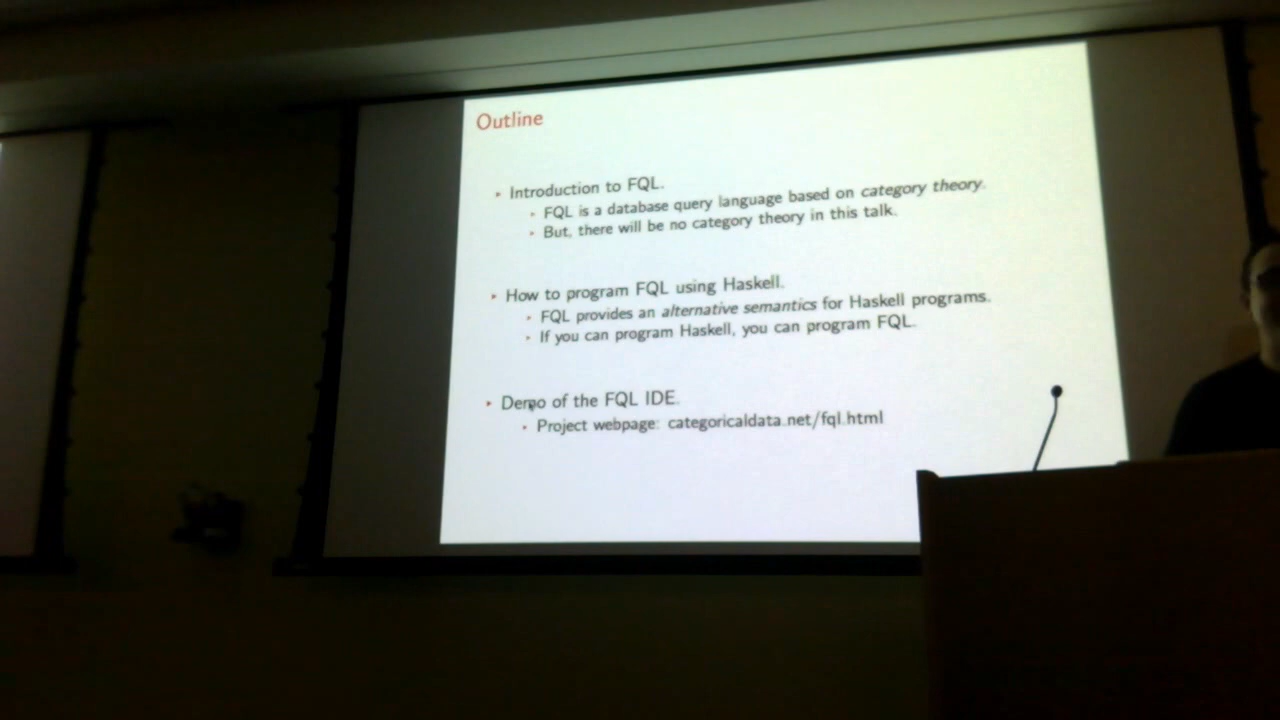 Outline
Introduction to FQL.
FQL is a database query language based on category theory.
But, there will be no category theory in this talk.
How to program FQL using Haskell.
FQL provides an alternative semantics for Haskell programs.
If you can program Haskell, you can program FQL.
Demo of the FQL IDE.
Project webpage: categoricaldata.net/fql.html